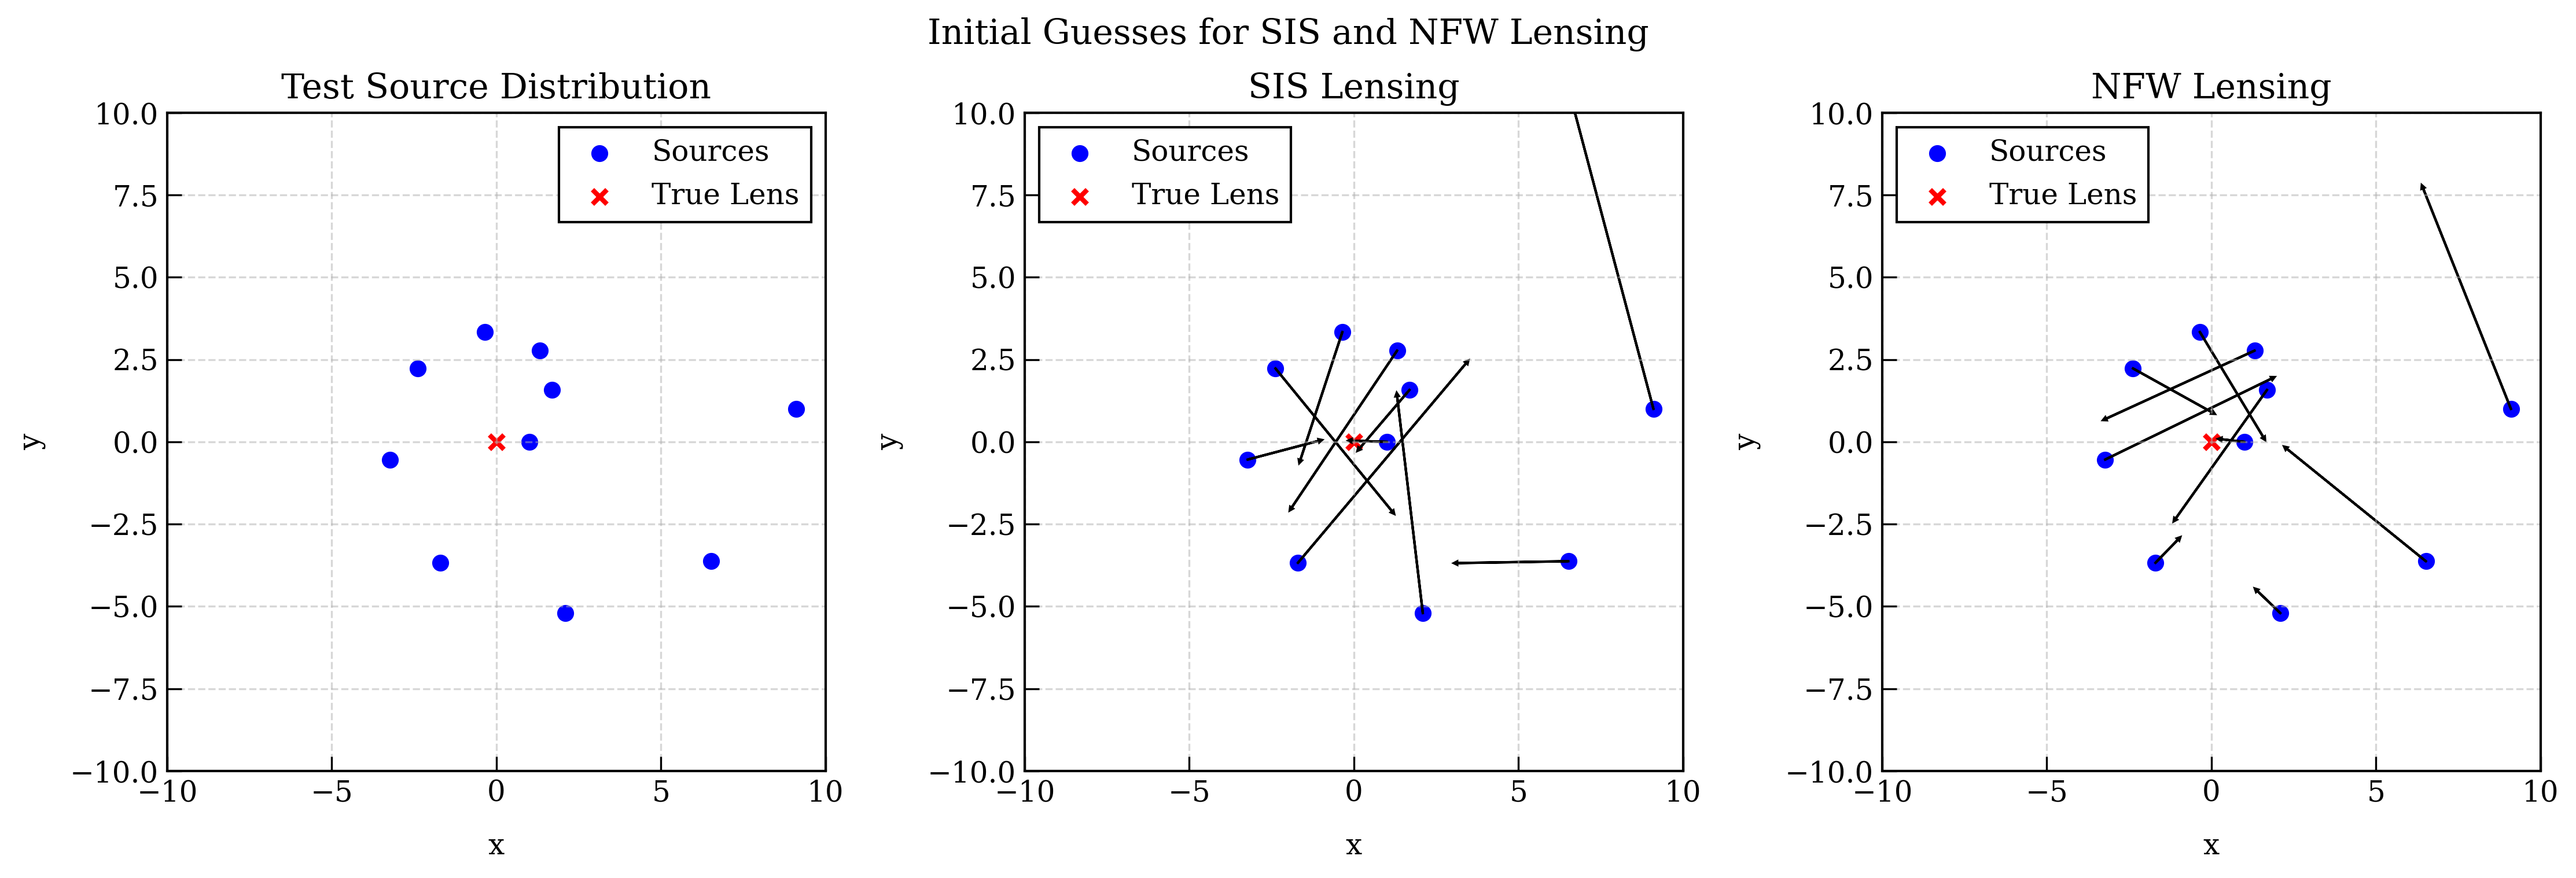 Initial Guesses for SIS and NFW Lensing
Test Source Distribution
10.0
7.5
5.0
2.5
0.0
−2.5
−5.0
−7.5
−10.0
−10
−5
0
5
10
x
y
Sources
True Lens
SIS Lensing
10.0
7.5
5.0
2.5
0.0
−2.5
−5.0
−7.5
−10.0
−10
−5
0
5
10
x
y
Sources
True Lens
NFW Lensing
10.0
7.5
5.0
2.5
0.0
−2.5
−5.0
−7.5
−10.0
−10
−5
0
5
10
x
y
Sources
True Lens